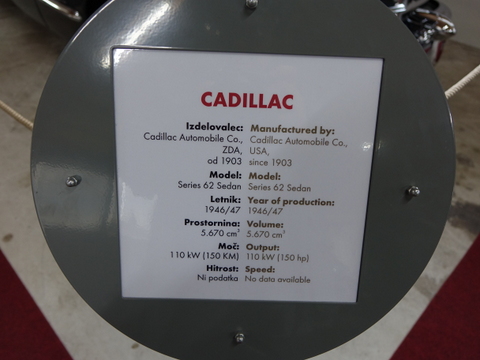 CADILLAC
Izdelovalec: Manufactured by:
Cadillac Automobile Co., Cadillac Automobile Co.,
ZDA, USA,
od 1903 since 1903
Model: Model:
Series 62 Sedan Series 62 Sedan
Letnik: Year of production:
1946/47 1946/47
Prostornina: Volume:
5.670 cm³ 5.670 cm³
Moč: Output:
110 kW (150 KM) 110 kW (150 hp)
Hitrost: Speed:
Ni podatka No data available